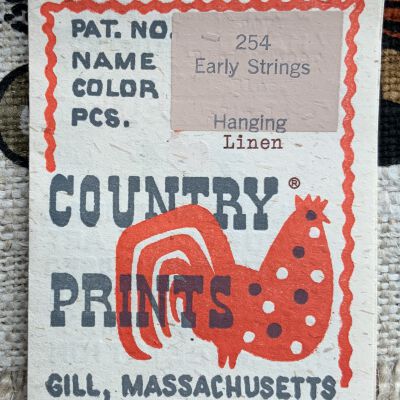 PAT. NO. 254
NAME Early Strings
COLOR
PCS. Hanging
Linen
COUNTRY ®
PRINTS
GILL, MASSACHUSETTS